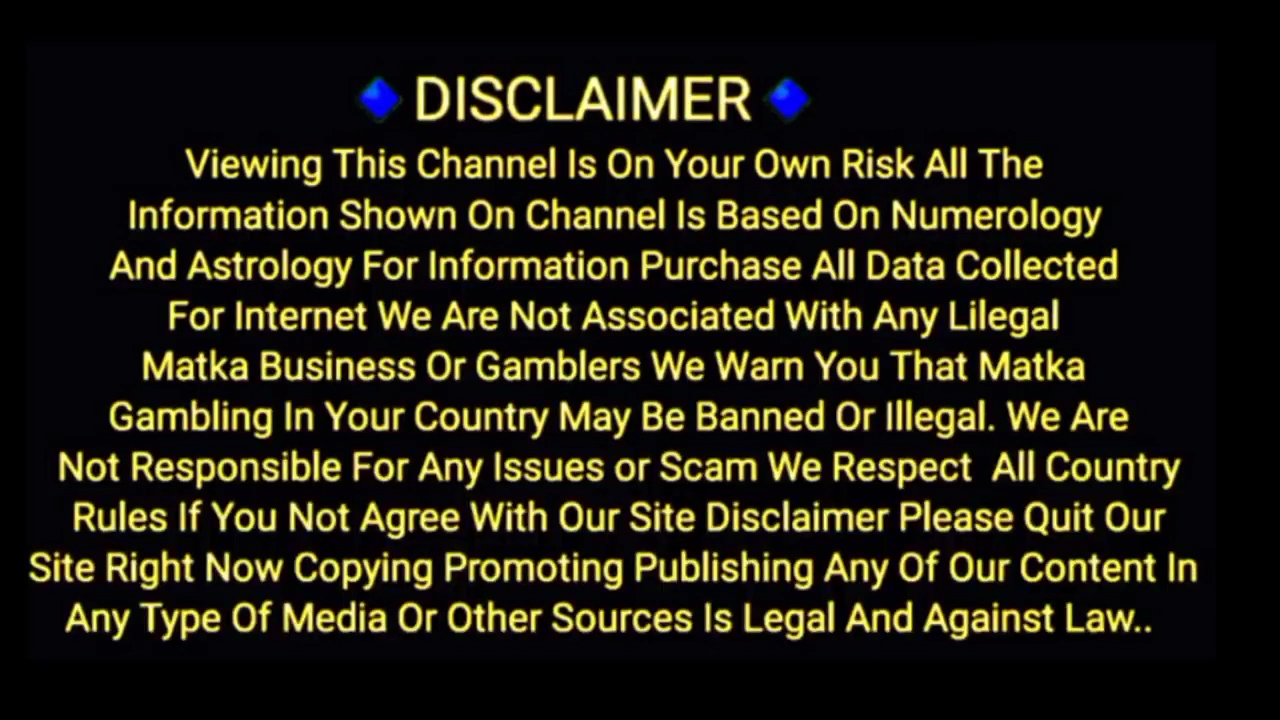 🔹DISCLAIMER🔹
Viewing This Channel Is On Your Own Risk All The
Information Shown On Channel Is Based On Numerology
And Astrology For Information Purchase All Data Collected
For Internet We Are Not Associated With Any Lilegal
Matka Business Or Gamblers We Warn You That Matka
Gambling In Your Country May Be Banned Or Illegal. We Are
Not Responsible For Any Issues or Scam We Respect  All Country
Rules If You Not Agree With Our Site Disclaimer Please Quit Our
Site Right Now Copying Promoting Publishing Any Of Our Content In
Any Type Of Media Or Other Sources Is Legal And Against Law..